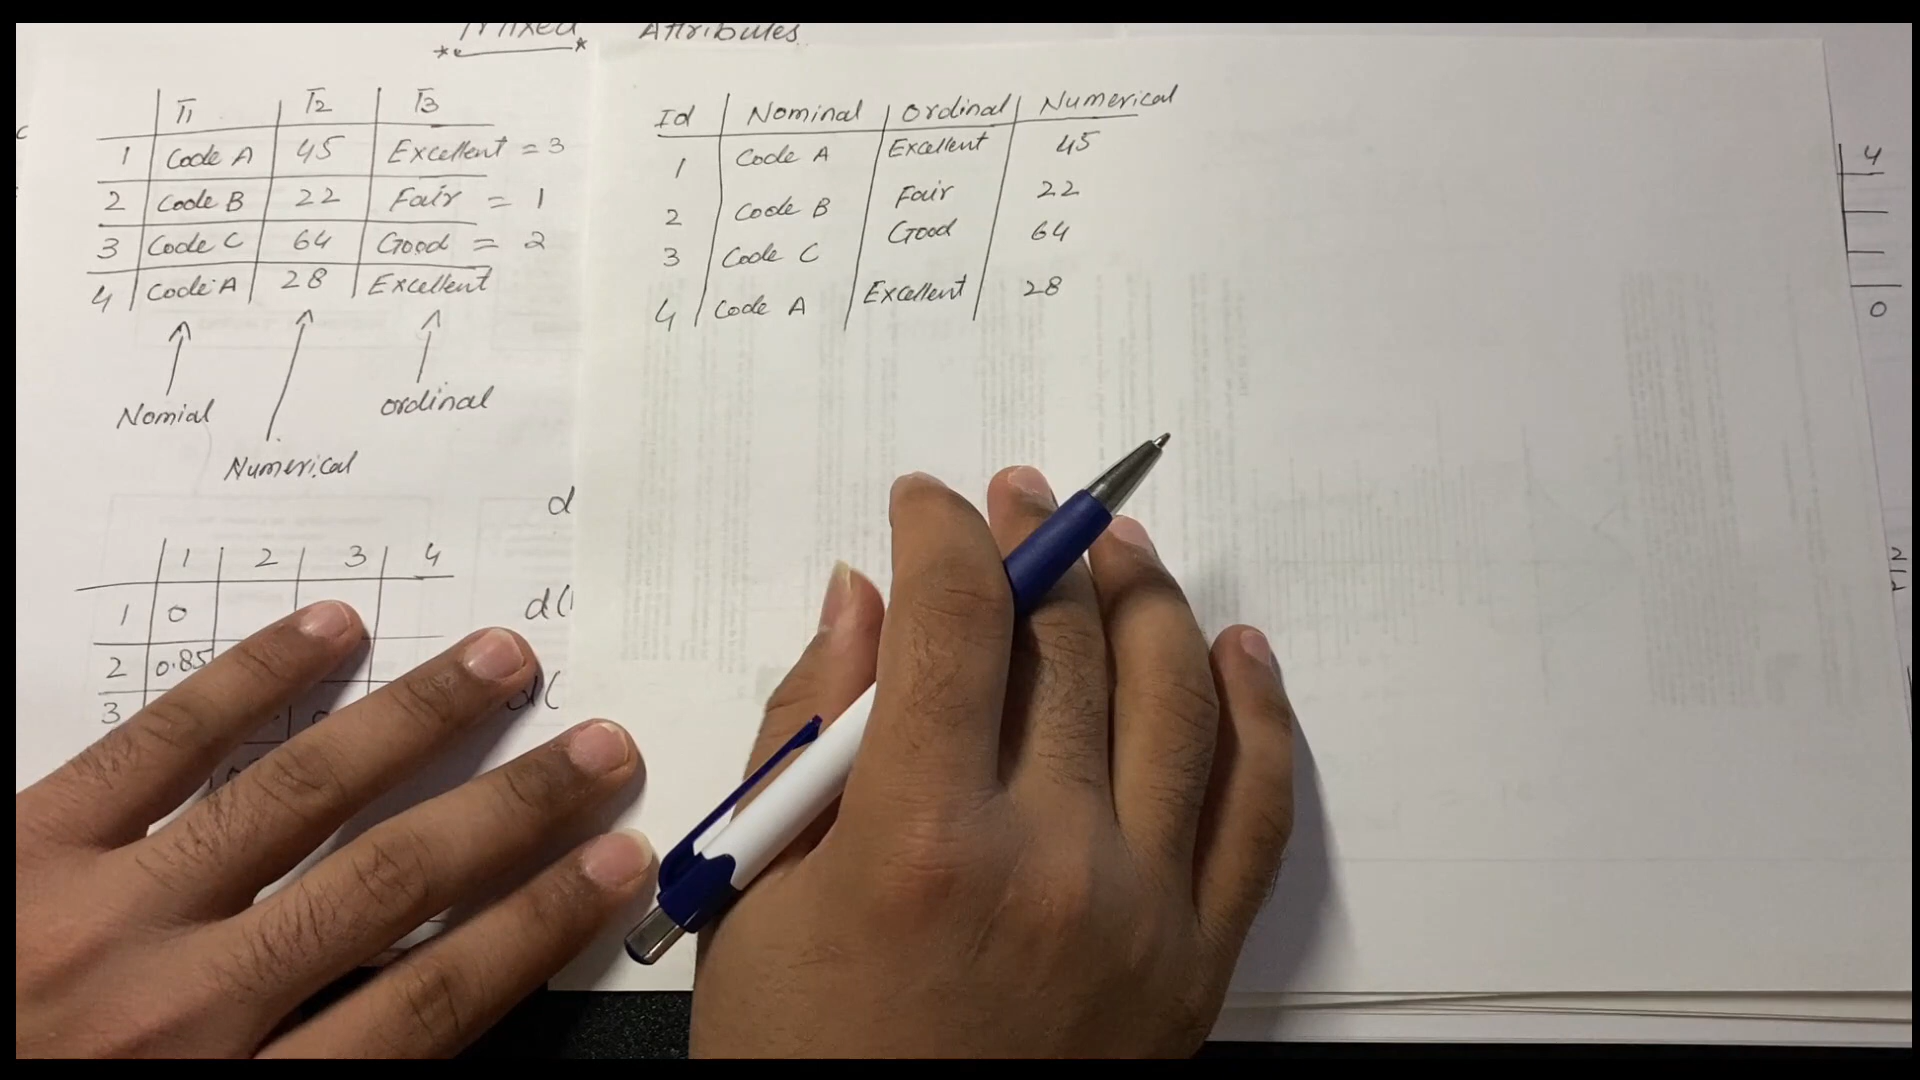 Mixed Attributes
T1 T2 T3
1 Code A 45 Excellent = 3
2 Code B 22 Fair = 1
3 Code C 64 Good = 2
4 Code A 28 Excellent
Nomial
Numerical
ordinal
1 2 3 4
1 0
2 0.85
3
d
d(
d(
Id Nominal Ordinal Numerical
1 Code A Excellent 45
2 Code B Fair 22
3 Code C Good 64
4 Code A Excellent 28
4
0
2